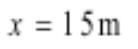 x = 15m